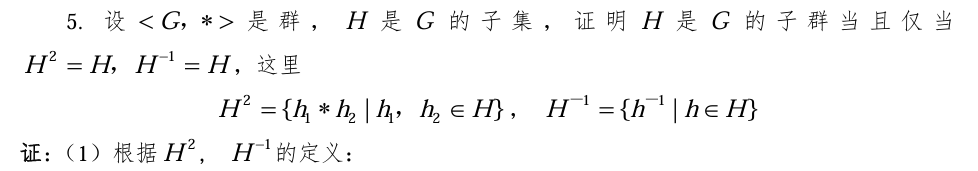 5. 设 < G, * > 是群, H 是 G 的子集, 证明 H 是 G 的子群当且仅当
H² = H, H⁻¹ = H, 这里
H² = {h₁ * h₂ | h₁, h₂ ∈ H}, H⁻¹ = {h⁻¹ | h ∈ H}
证:(1) 根据 H², H⁻¹ 的定义: